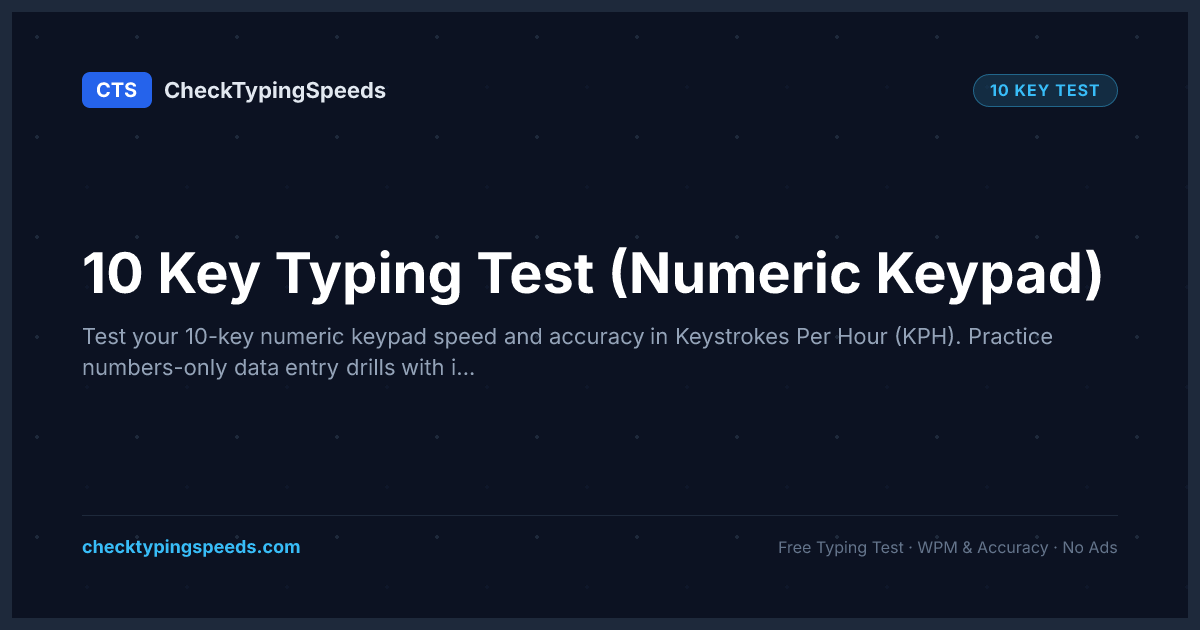 CTS CheckTypingSpeeds
10 KEY TEST
10 Key Typing Test (Numeric Keypad)
Test your 10-key numeric keypad speed and accuracy in Keystrokes Per Hour (KPH). Practice
numbers-only data entry drills with i...
checktypingspeeds.com
Free Typing Test · WPM & Accuracy · No Ads